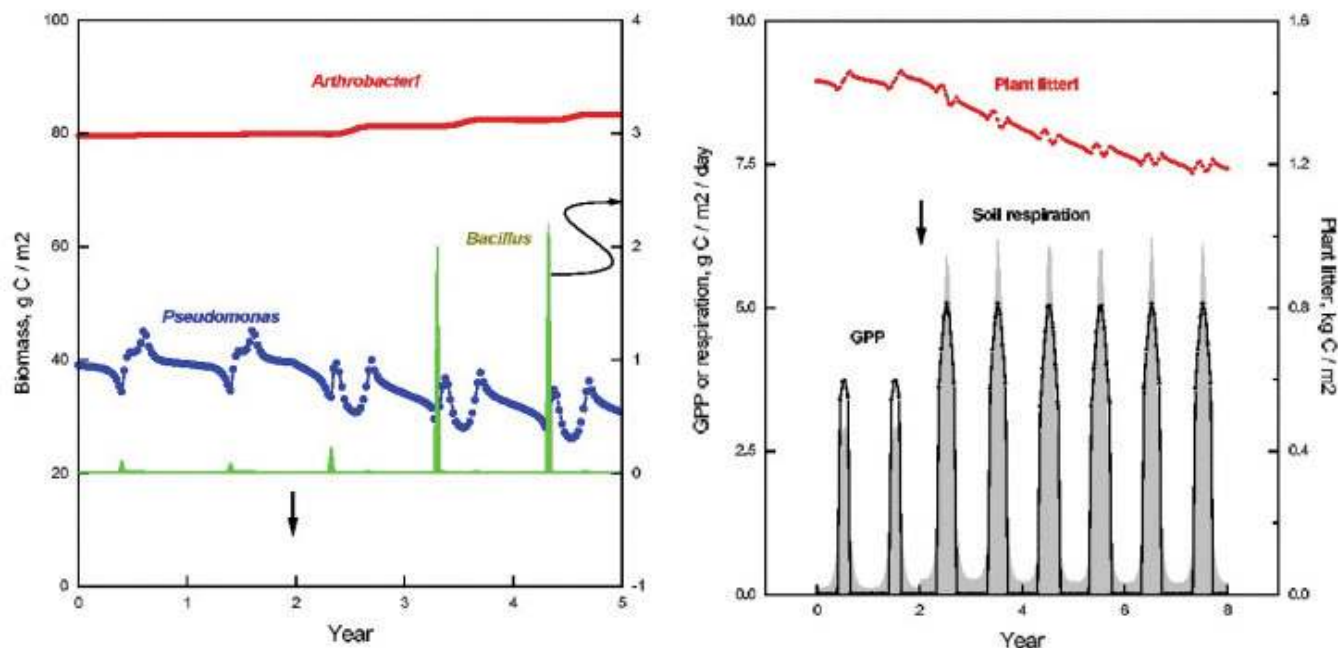 100
80
60
40
20
0
Biomass, g C / m2
Arthrobacter1
Bacillus
Pseudomonas
4
3
2
1
0
-1
0 1 2 3 4 5
Year
10.0
7.5
5.0
2.5
0.0
GPP or respiration, g C / m2 / day
Plant litter1
Soil respiration
GPP
1.6
1.2
0.8
0.4
0.0
Plant litter, kg C / m2
0 2 4 6 8
Year